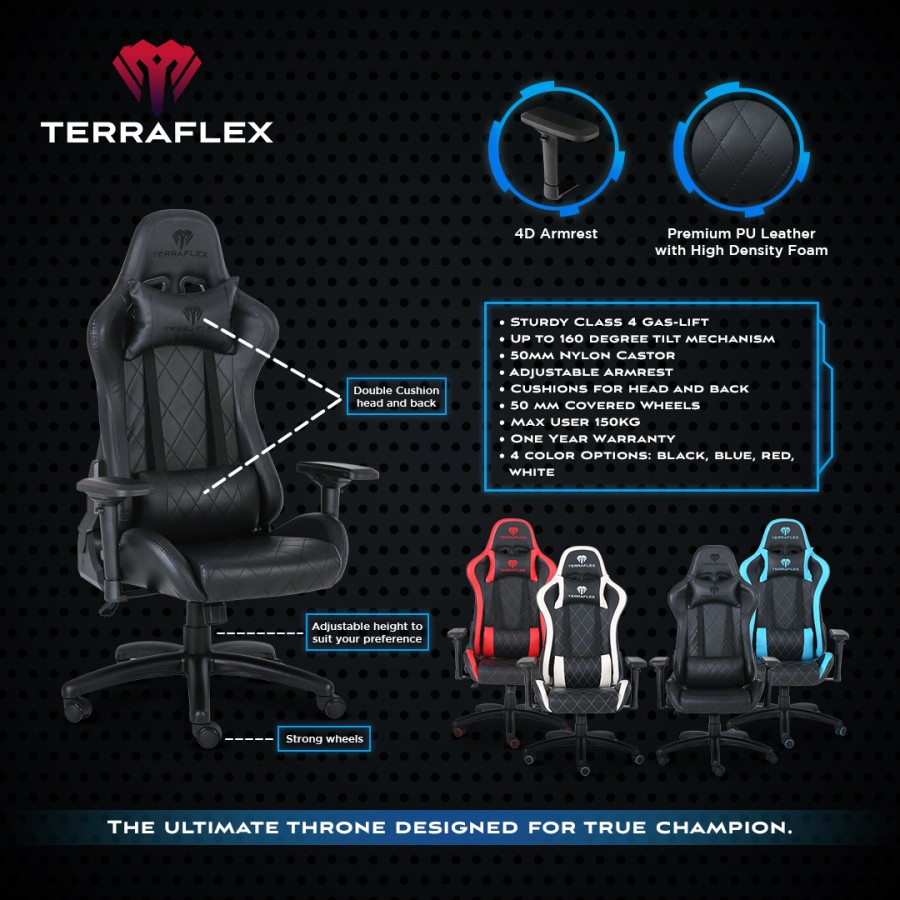 TERRAFLEX
4D Armrest
Premium PU Leather
with High Density Foam
TERRAFLEX
TERRAFLEX
Double Cushion
head and back
• Sturdy Class 4 Gas-lift
• Up to 160 degree tilt mechanism
• 50mm Nylon Castor
• adjustable armrest
• Cushions for head and back
• 50 mm Covered Wheels
• Max User 150KG
• One Year Warranty
• 4 color Options: black, blue, red,
white
Adjustable height to
suit your preference
Strong wheels
TERRAFLEX
TERRAFLEX
TERRAFLEX
TERRAFLEX
TERRAFLEX
The ultimate throne designed for true champion.